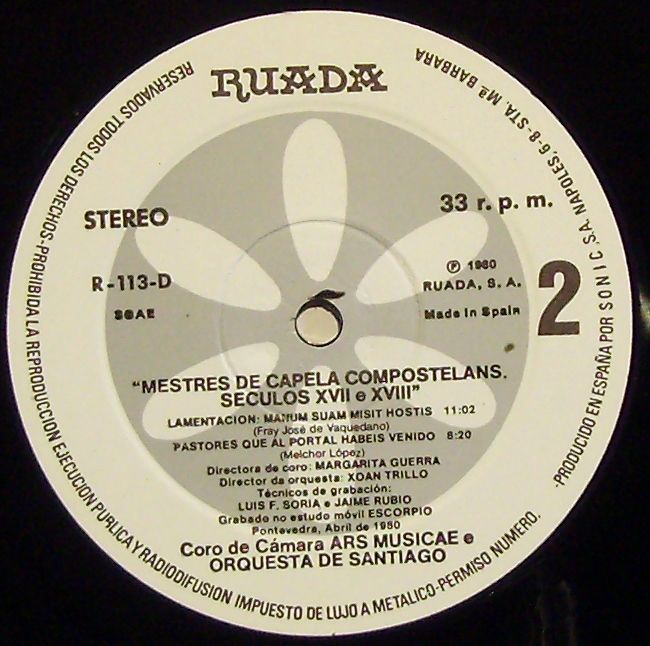 RUADA
RESERVADOS TODOS LOS DERECHOS-PROHIBIDA LA REPRODUCCION EJECUCION PUBLICA Y RADIODIFUSION IMPUESTO DE LUJO A METALICO-PERMISO NUMERO.
-PRODUCIDO EN ESPAÑA POR SONIC, S.A. NAPOLES, 6-8-STA. Mª BARBARA
STEREO
33 r. p. m.
R-113-D
SGAE
℗ 1980
RUADA, S. A.
Made in Spain
2
"MESTRES DE CAPELA COMPOSTELANS.
SECULOS XVII e XVIII"
LAMENTACION: MANUM SUAM MISIT HOSTIS 11:02
(Fray José de Vaquedano)
PASTORES QUE AL PORTAL HABEIS VENIDO 8:20
(Melchor López)
Directora de coro: MARGARITA GUERRA
Director da orquesta: XOAN TRILLO
Técnicos de grabación:
LUIS F. SORIA e JAIME RUBIO
Grabado no estudo móvil ESCORPIO
Pontevedra, Abril de 1980
Coro de Cámara ARS MUSICAE e
ORQUESTA DE SANTIAGO